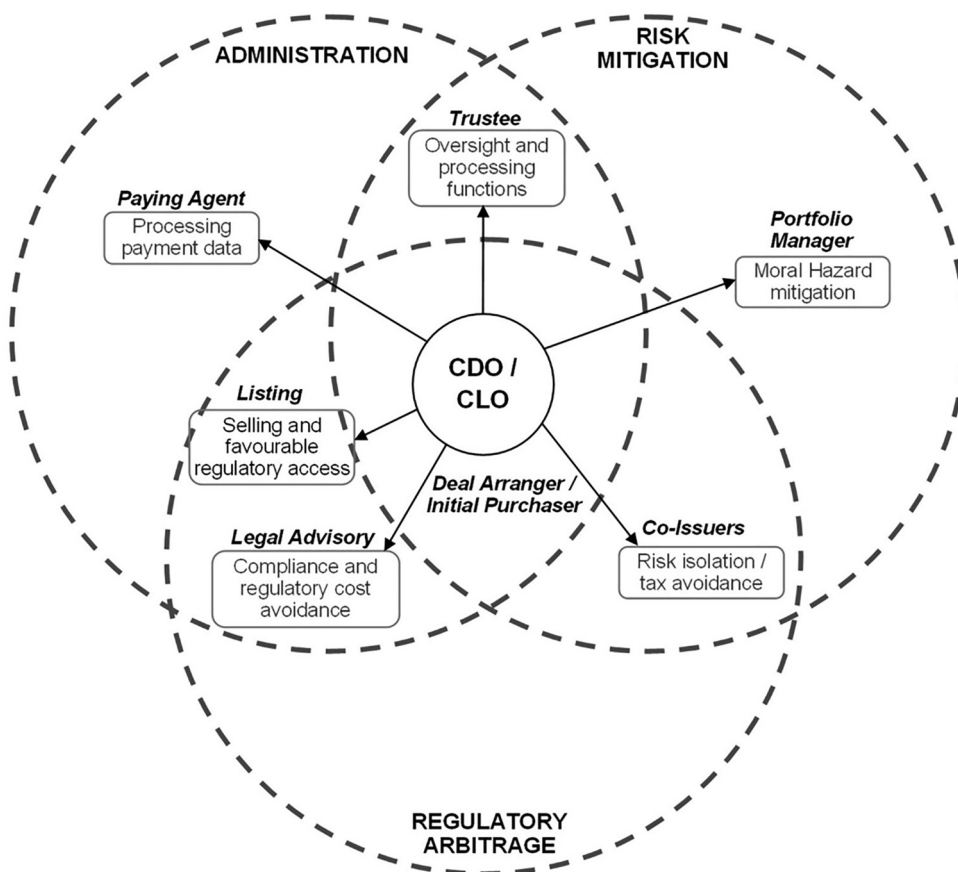 ADMINISTRATION
RISK
MITIGATION
Trustee
Oversight and
processing
functions
Paying Agent
Processing
payment data
Portfolio
Manager
Moral Hazard
mitigation
CDO /
CLO
Listing
Selling and
favourable
regulatory access
Deal Arranger /
Initial Purchaser
Legal Advisory
Compliance and
regulatory cost
avoidance
Co-Issuers
Risk isolation /
tax avoidance
REGULATORY
ARBITRAGE